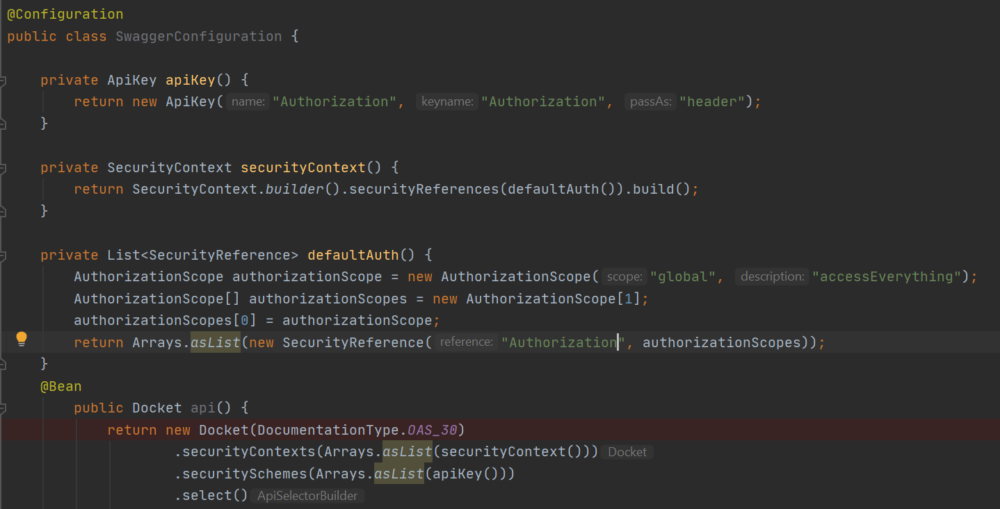 @Configuration
public class SwaggerConfiguration {
private ApiKey apiKey() {
return new ApiKey( name: "Authorization", keyname: "Authorization", passAs: "header");
}
private SecurityContext securityContext() {
return SecurityContext.builder().securityReferences(defaultAuth()).build();
}
private List<SecurityReference> defaultAuth() {
AuthorizationScope authorizationScope = new AuthorizationScope( scope: "global", description: "accessEverything");
AuthorizationScope[] authorizationScopes = new AuthorizationScope[1];
authorizationScopes[0] = authorizationScope;
return Arrays.asList(new SecurityReference( reference: "Authorization", authorizationScopes));
}
@Bean
public Docket api() {
return new Docket(DocumentationType.OAS_30)
.securityContexts(Arrays.asList(securityContext())) Docket
.securitySchemes(Arrays.asList(apiKey()))
.select() ApiSelectorBuilder